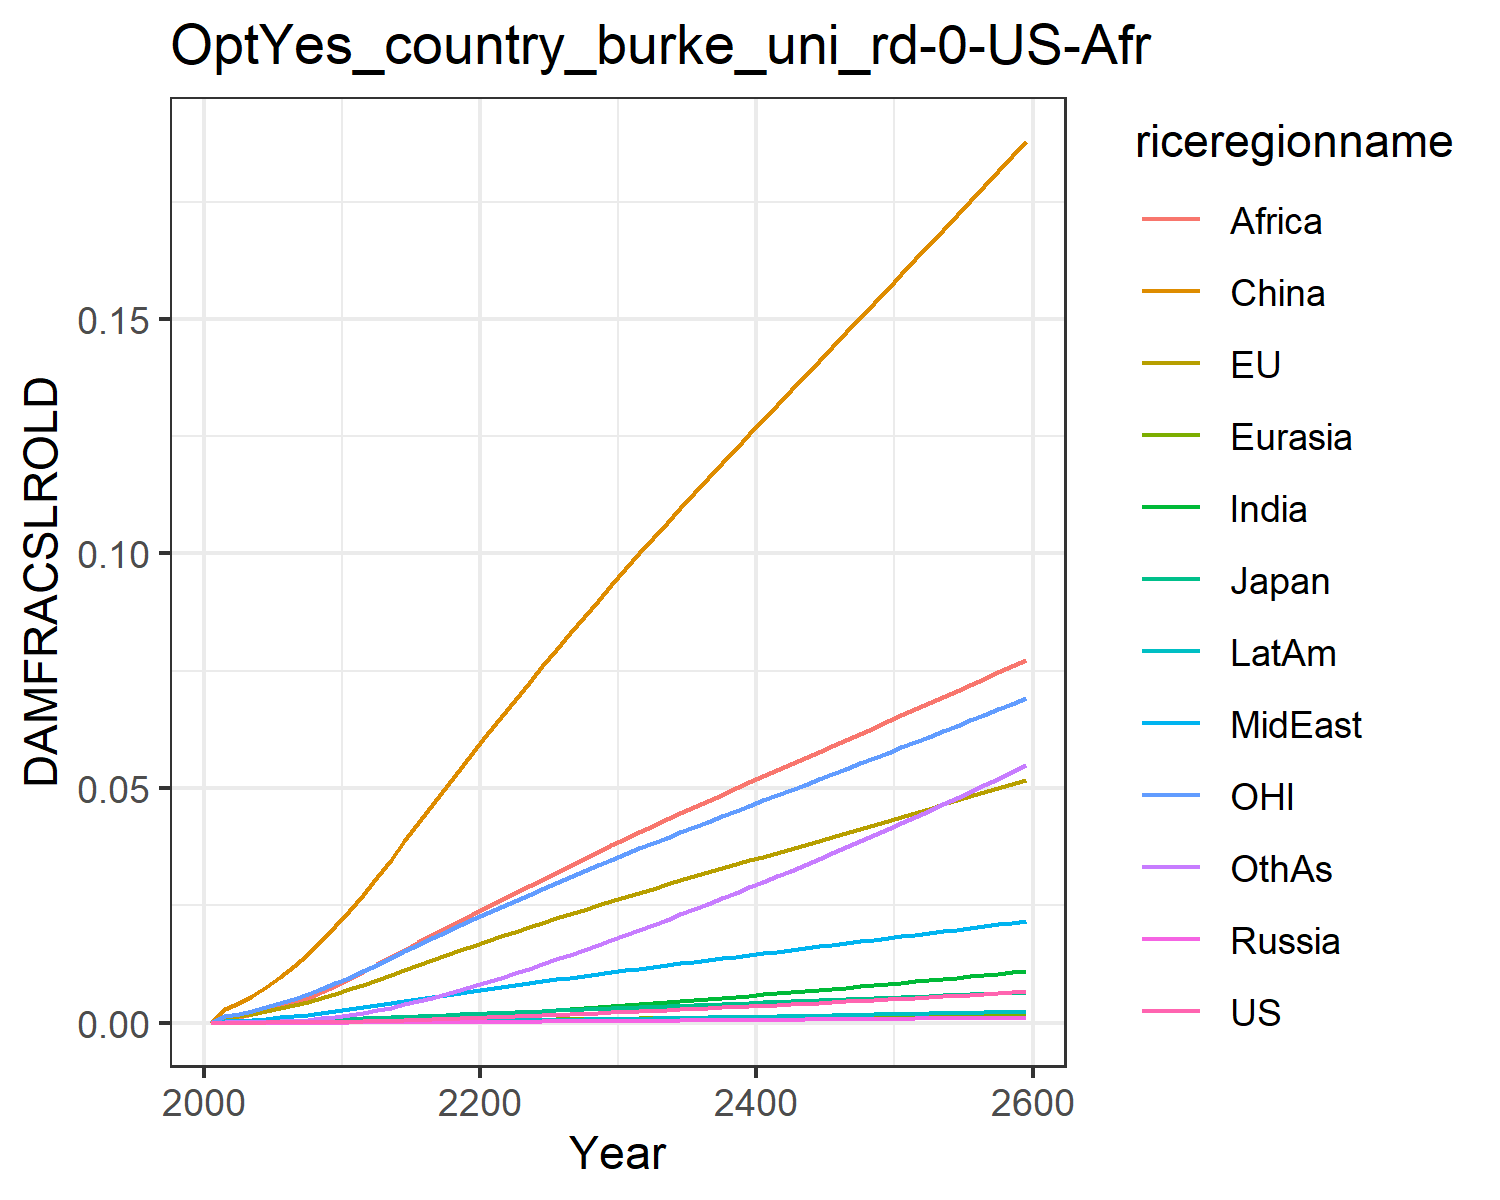 OptYes_country_burke_uni_rd-0-US-Afr
DAMFRACSLROLD
0.15
0.10
0.05
0.00
2000
2200
2400
2600
Year
riceregionname
Africa
China
EU
Eurasia
India
Japan
LatAm
MidEast
OHI
OthAs
Russia
US